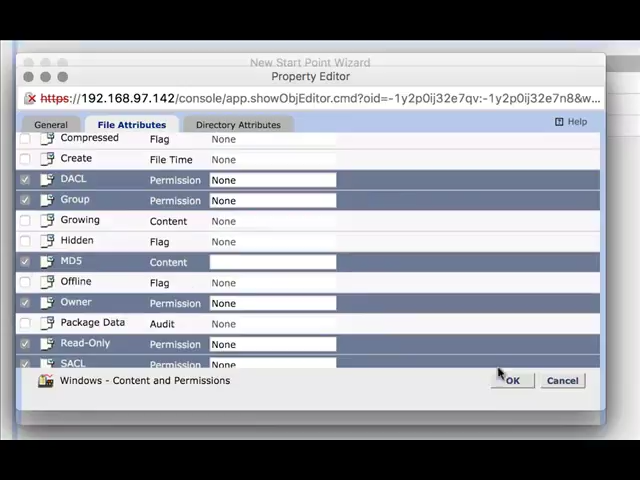 New Start Point Wizard
Property Editor
https://192.168.97.142/console/app.showObjEditor.cmd?oid=-1y2p0ij32e7qv:-1y2p0ij32e7n8&w...
General File Attributes Directory Attributes Help
Compressed Flag None
Create File Time None
DACL Permission None
Group Permission None
Growing Content None
Hidden Flag None
MD5 Content
Offline Flag None
Owner Permission None
Package Data Audit None
Read-Only Permission None
SACL Permission None
Windows - Content and Permissions OK Cancel